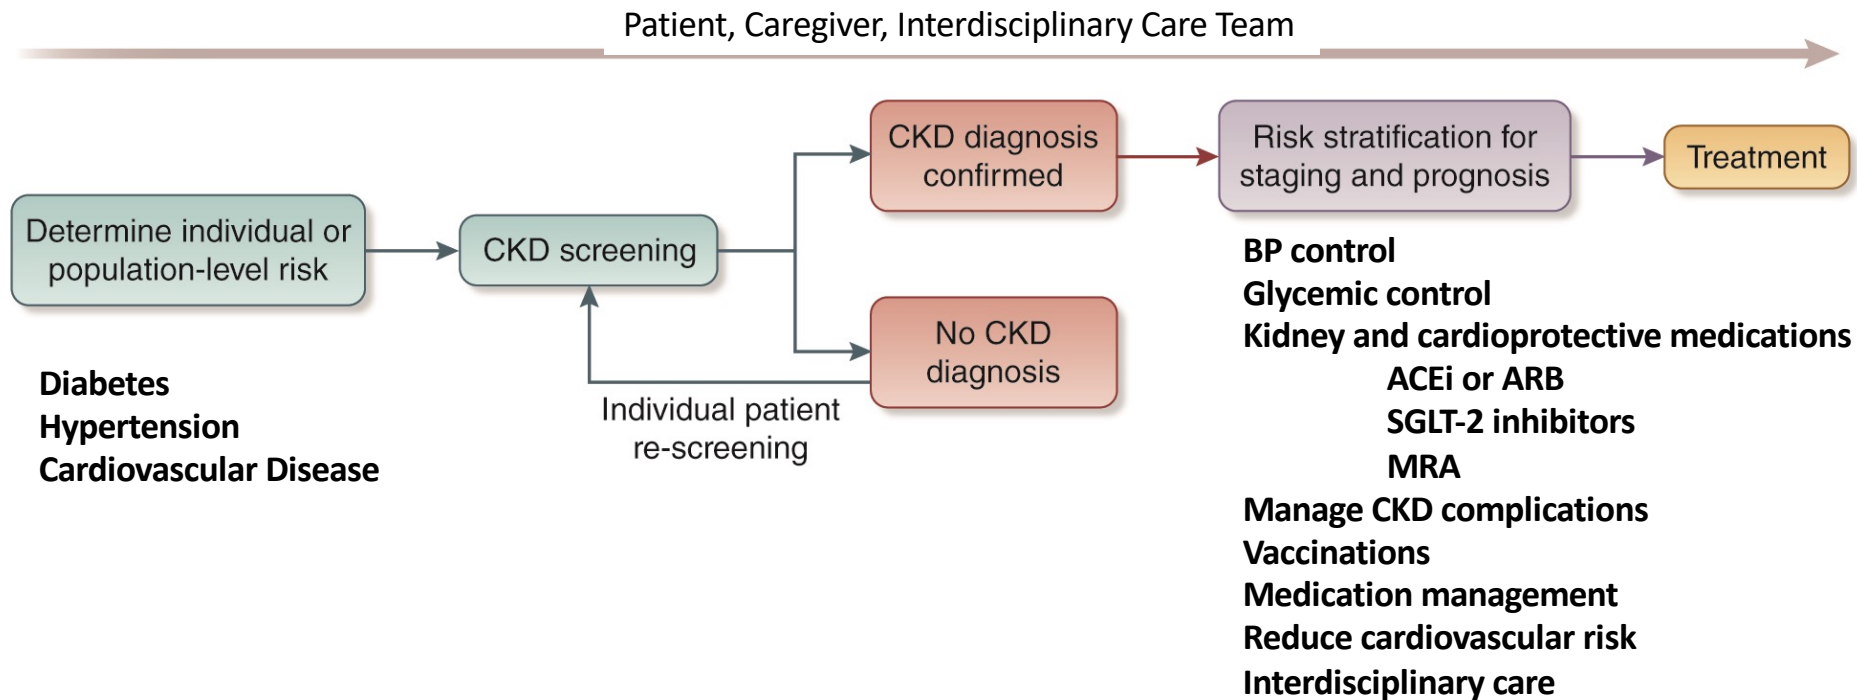 Patient, Caregiver, Interdisciplinary Care Team
Determine individual or
population-level risk
Diabetes
Hypertension
Cardiovascular Disease
CKD screening
CKD diagnosis
confirmed
No CKD
diagnosis
Individual patient
re-screening
Risk stratification for
staging and prognosis
Treatment
BP control
Glycemic control
Kidney and cardioprotective medications
ACEi or ARB
SGLT-2 inhibitors
MRA
Manage CKD complications
Vaccinations
Medication management
Reduce cardiovascular risk
Interdisciplinary care